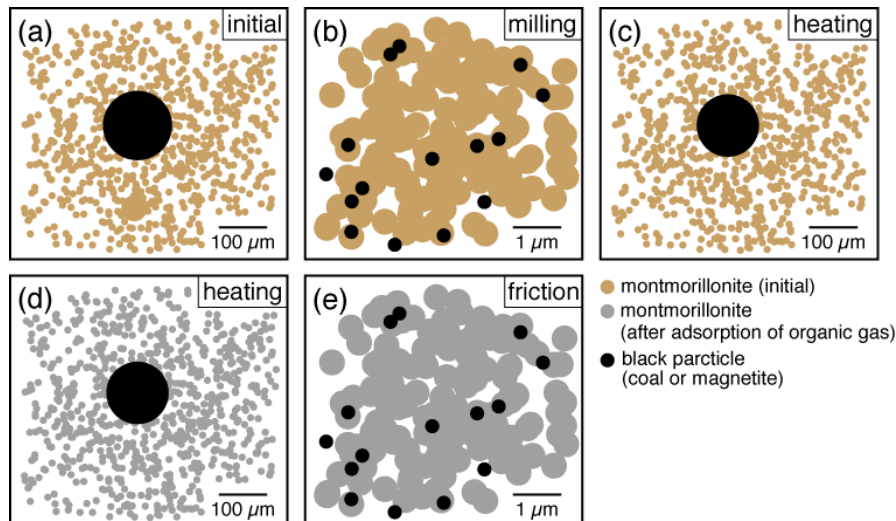 (a) initial
100 µm
(b) milling
1 µm
(c) heating
100 µm
(d) heating
100 µm
(e) friction
1 µm
montmorillonite (initial)
montmorillonite
(after adsorption of organic gas)
black parcticle
(coal or magnetite)